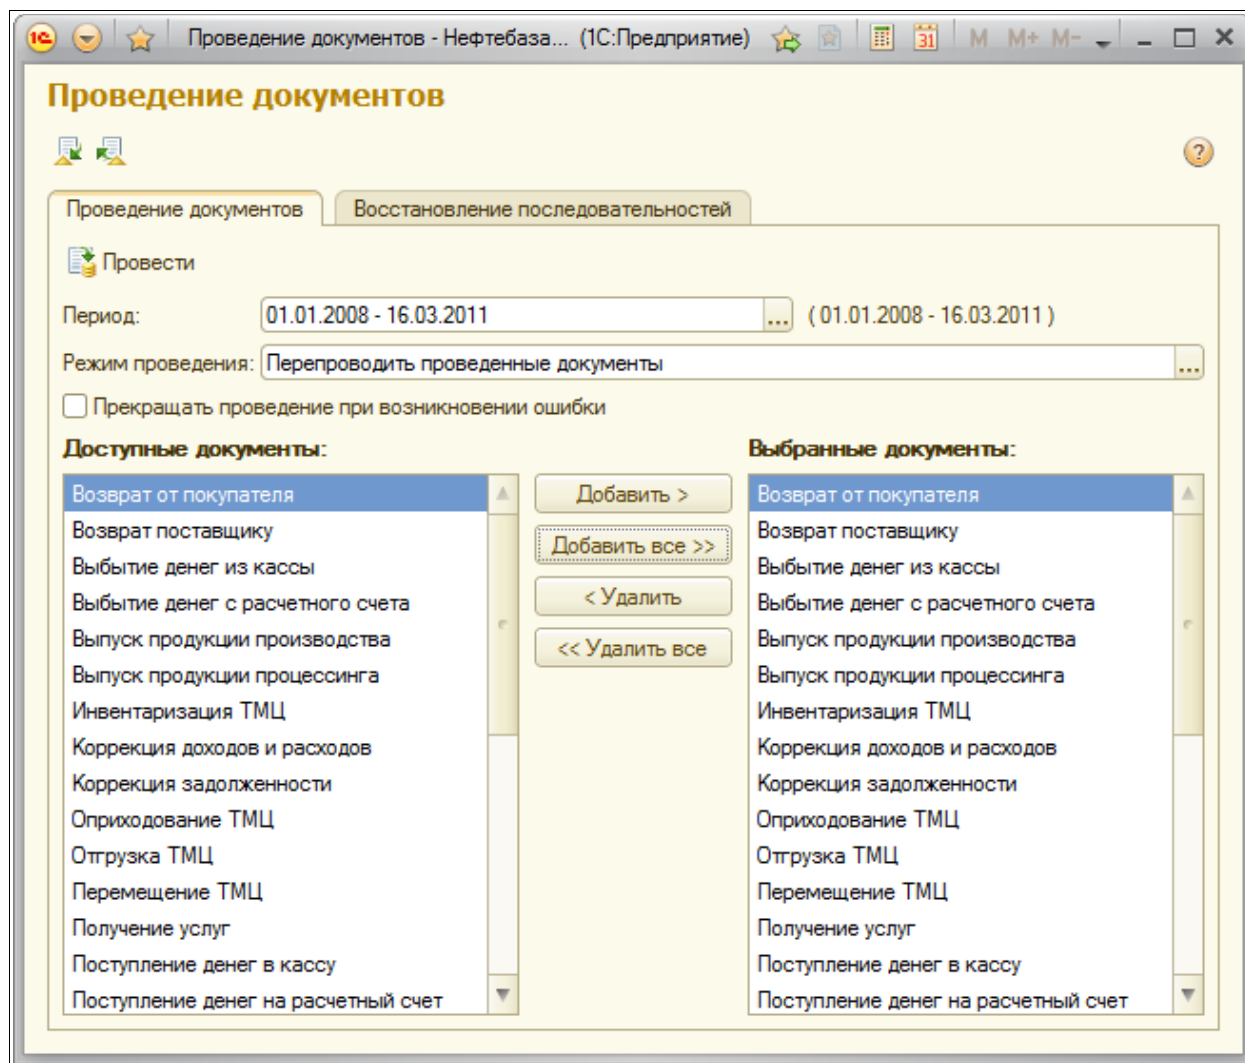 1С Проведение документов - Нефтебаза... (1С:Предприятие) 31 M M+ M-
Проведение документов
?
Проведение документов Восстановление последовательностей
Провести
Период: 01.01.2008 - 16.03.2011 ... ( 01.01.2008 - 16.03.2011 )
Режим проведения: Перепроводить проведенные документы ...
Прекращать проведение при возникновении ошибки
Доступные документы:
Возврат от покупателя
Возврат поставщику
Выбытие денег из кассы
Выбытие денег с расчетного счета
Выпуск продукции производства
Выпуск продукции процессинга
Инвентаризация ТМЦ
Коррекция доходов и расходов
Коррекция задолженности
Оприходование ТМЦ
Отгрузка ТМЦ
Перемещение ТМЦ
Получение услуг
Поступление денег в кассу
Поступление денег на расчетный счет
Добавить >
Добавить все >>
< Удалить
<< Удалить все
Выбранные документы:
Возврат от покупателя
Возврат поставщику
Выбытие денег из кассы
Выбытие денег с расчетного счета
Выпуск продукции производства
Выпуск продукции процессинга
Инвентаризация ТМЦ
Коррекция доходов и расходов
Коррекция задолженности
Оприходование ТМЦ
Отгрузка ТМЦ
Перемещение ТМЦ
Получение услуг
Поступление денег в кассу
Поступление денег на расчетный счет